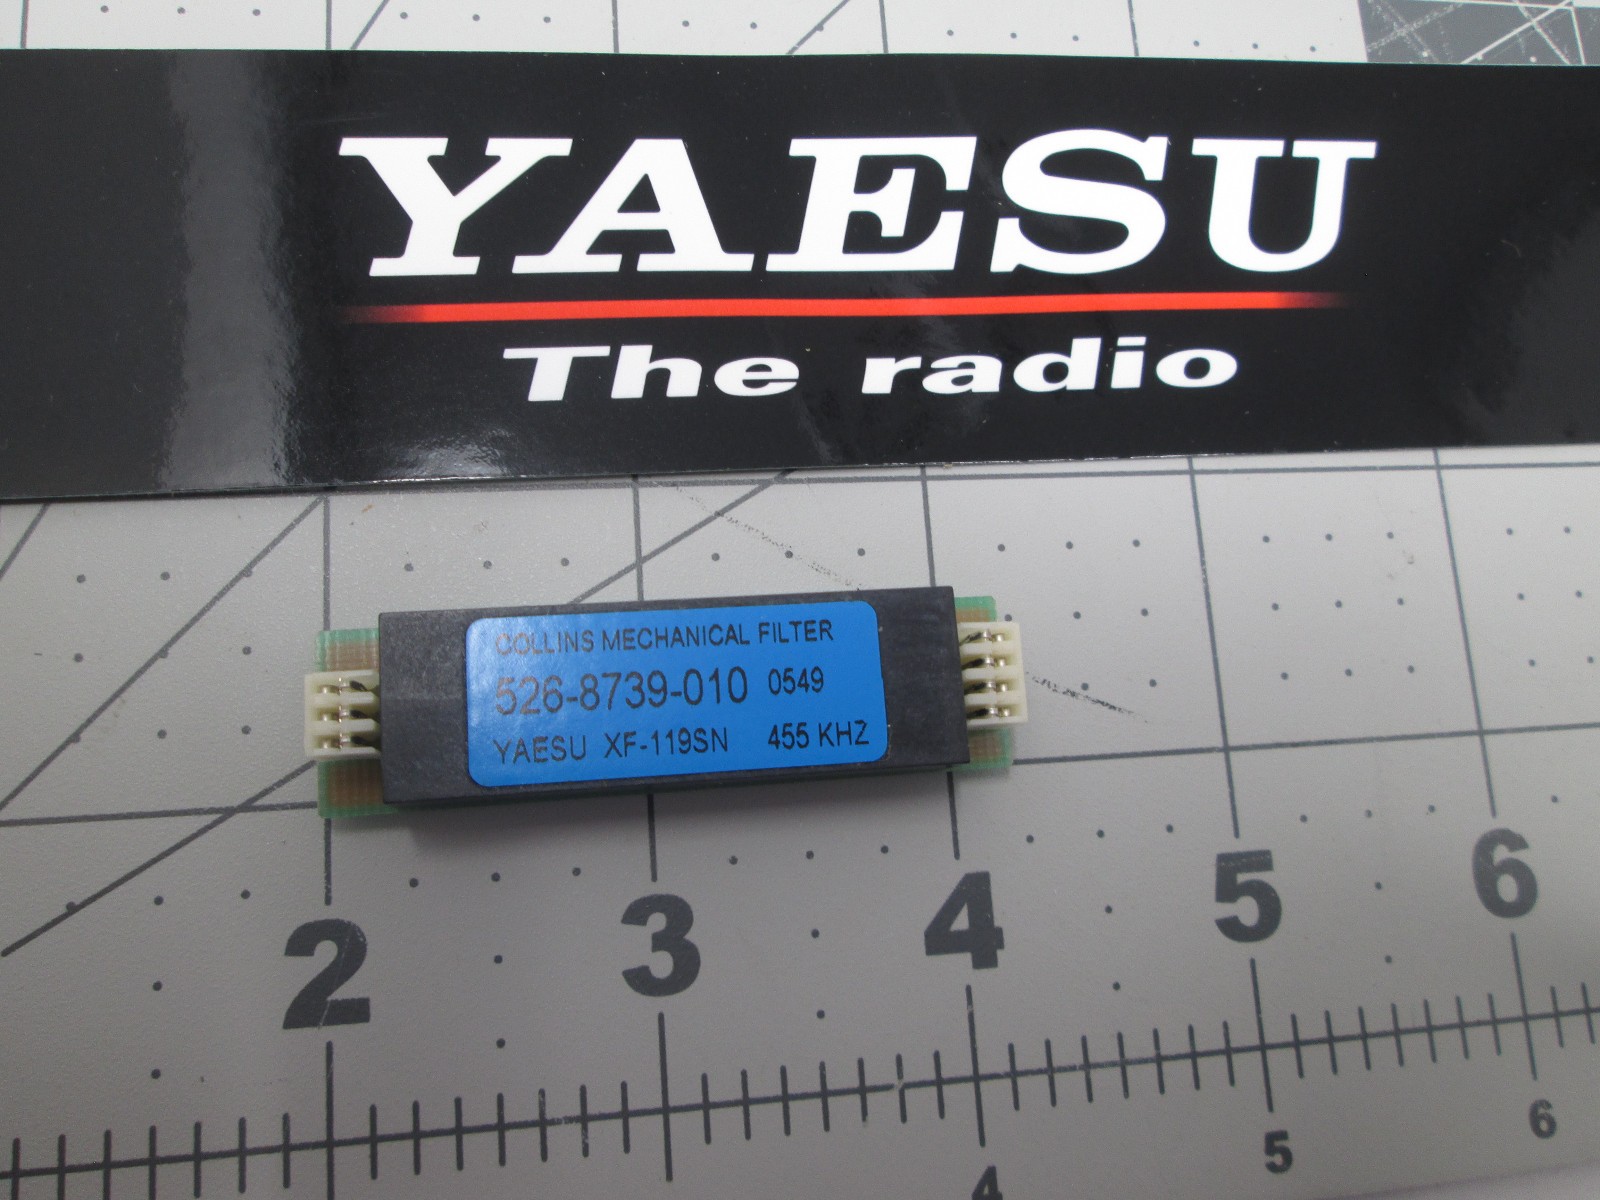 YAESU
The radio
COLLINS MECHANICAL FILTER
526-8739-010 0549
YAESU XF-119SN 455 KHZ
2 3 4 5 6
4 5 6